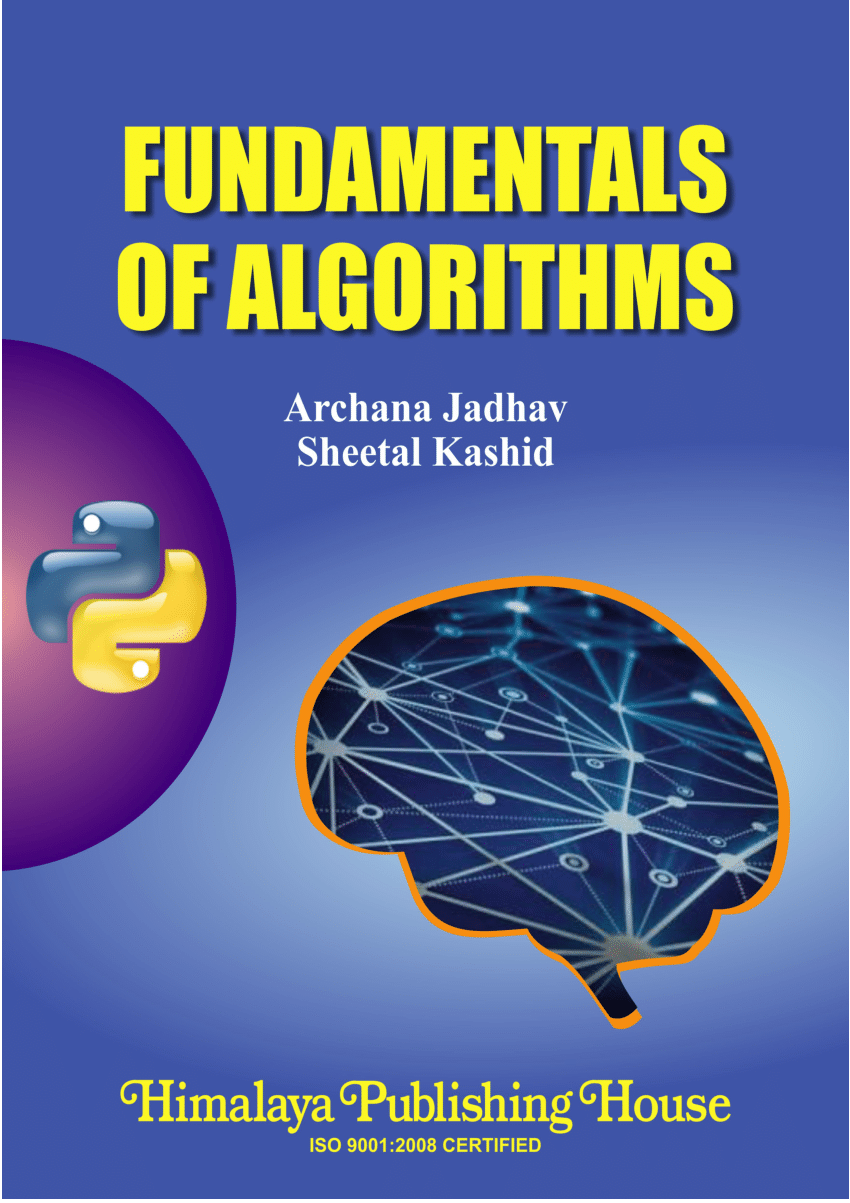 FUNDAMENTALS
OF ALGORITHMS
Archana Jadhav
Sheetal Kashid
Himalaya Publishing House
ISO 9001:2008 CERTIFIED